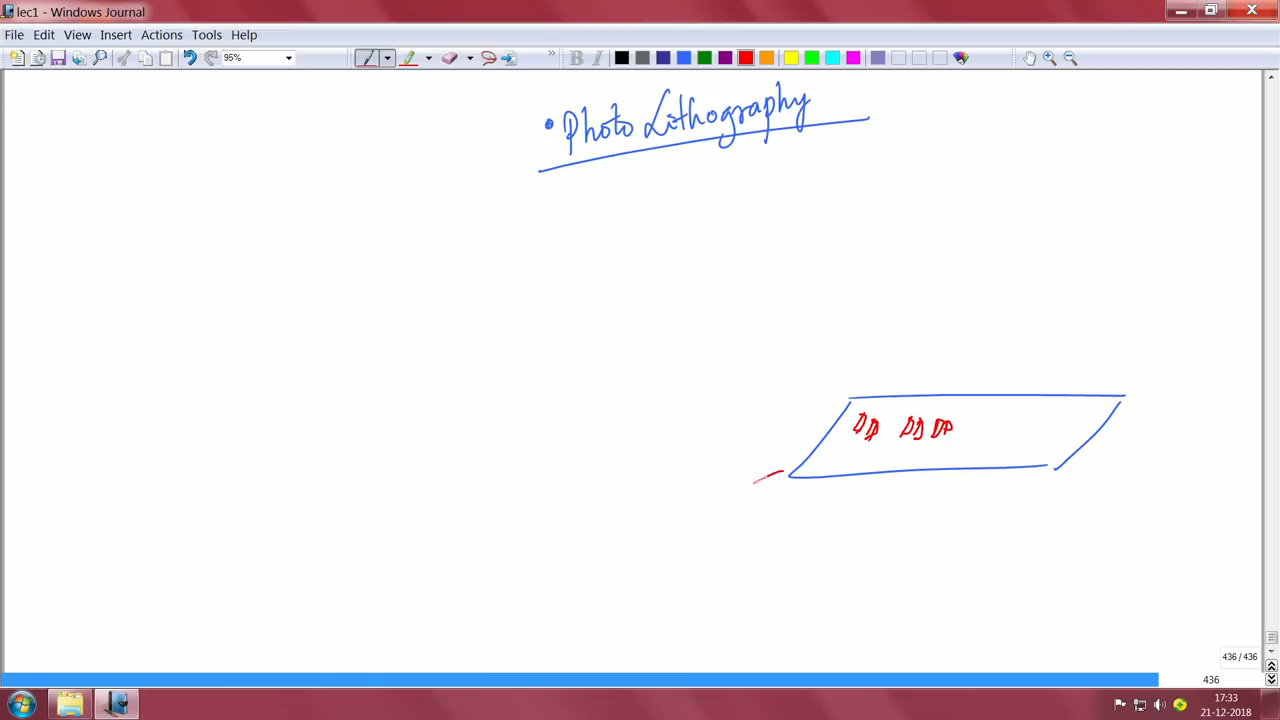 lec1 - Windows Journal
File Edit View Insert Actions Tools Help
95%
• Photo Lithography
436 / 436
436
17:33
21-12-2018